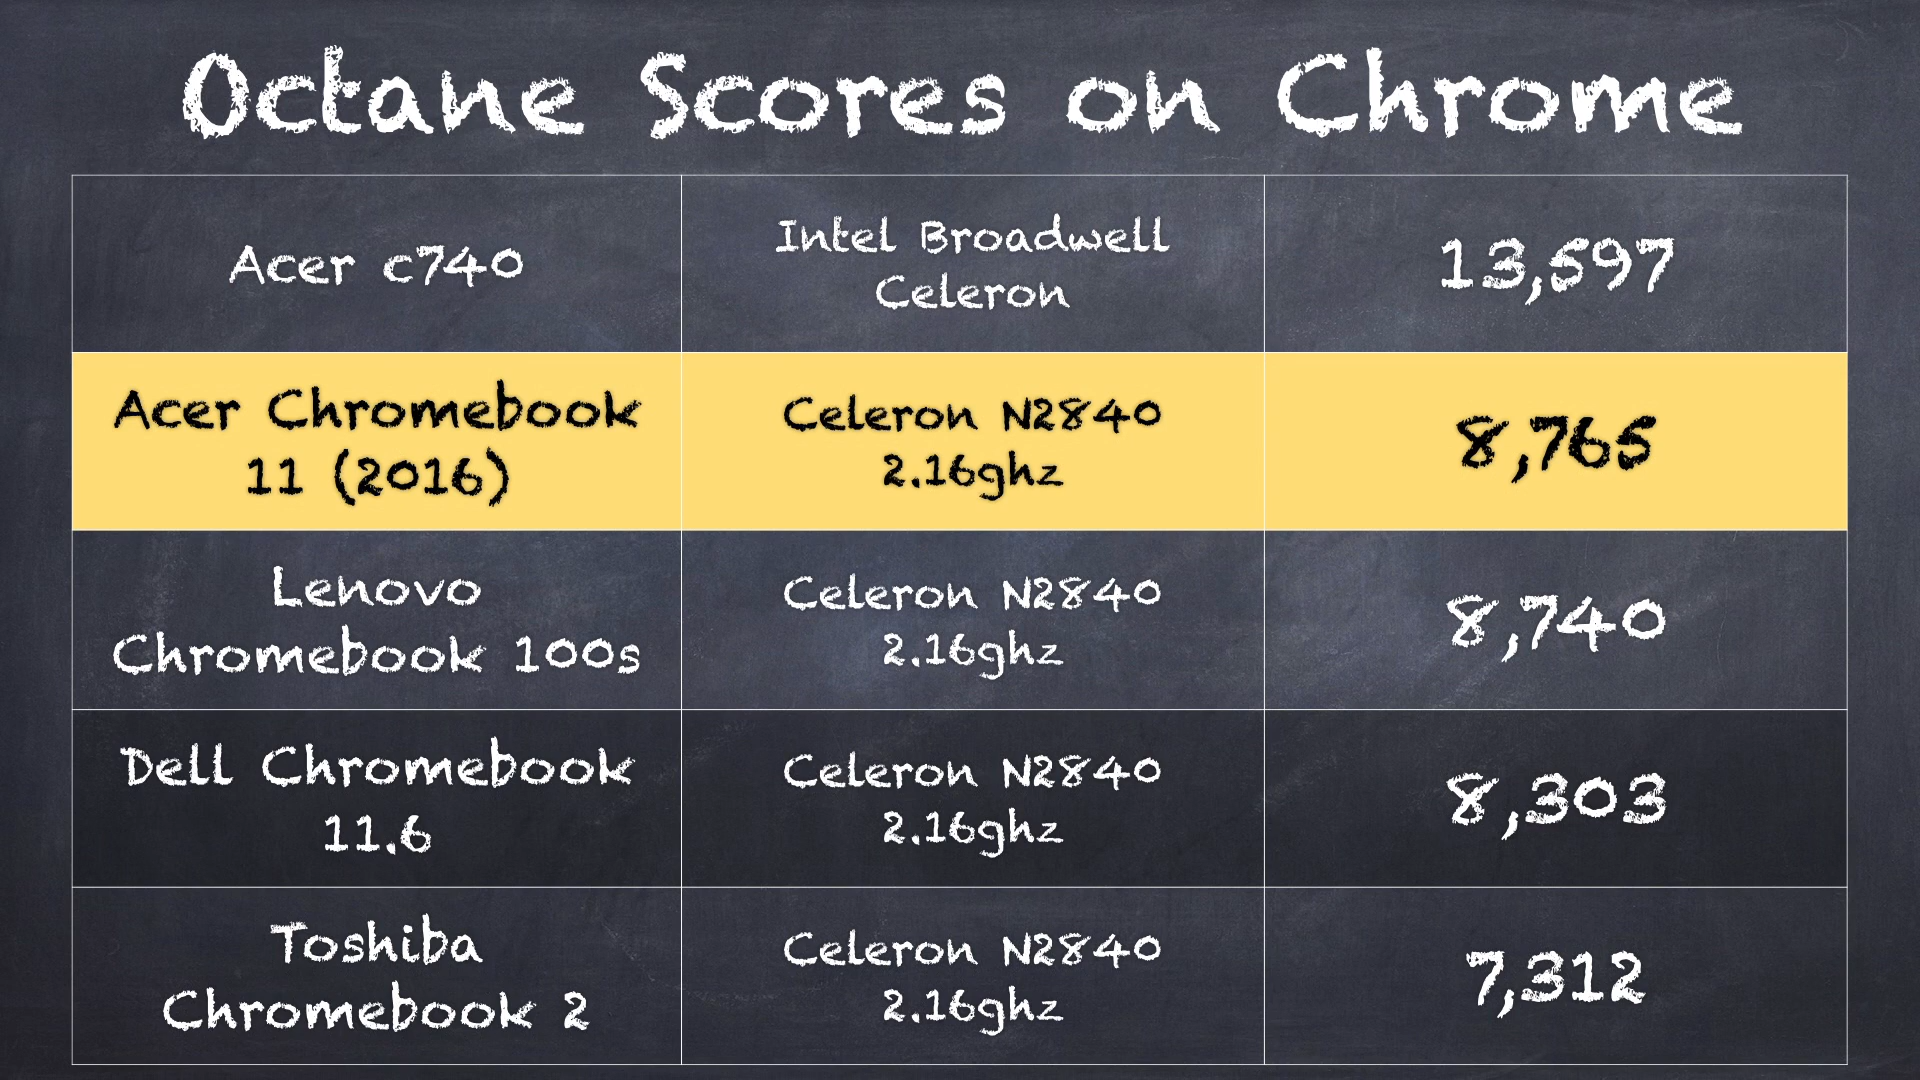 Octane Scores on Chrome
Acer c740
Intel Broadwell
Celeron
13,597
Acer Chromebook
11 (2016)
Celeron N2840
2.16ghz
8,765
Lenovo
Chromebook 100s
Celeron N2840
2.16ghz
8,740
Dell Chromebook
11.6
Celeron N2840
2.16ghz
8,303
Toshiba
Chromebook 2
Celeron N2840
2.16ghz
7,312